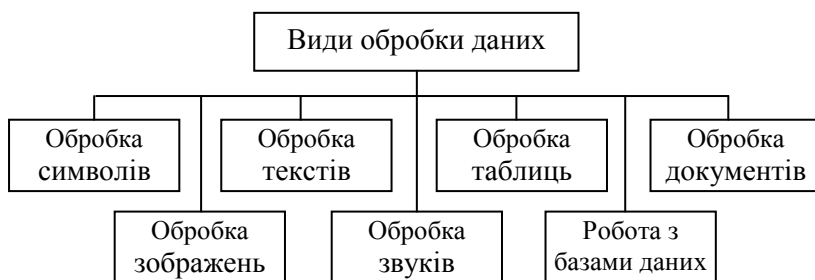 Види обробки даних
Обробка
символів
Обробка
текстів
Обробка
таблиць
Обробка
документів
Обробка
зображень
Обробка
звуків
Робота з
базами даних